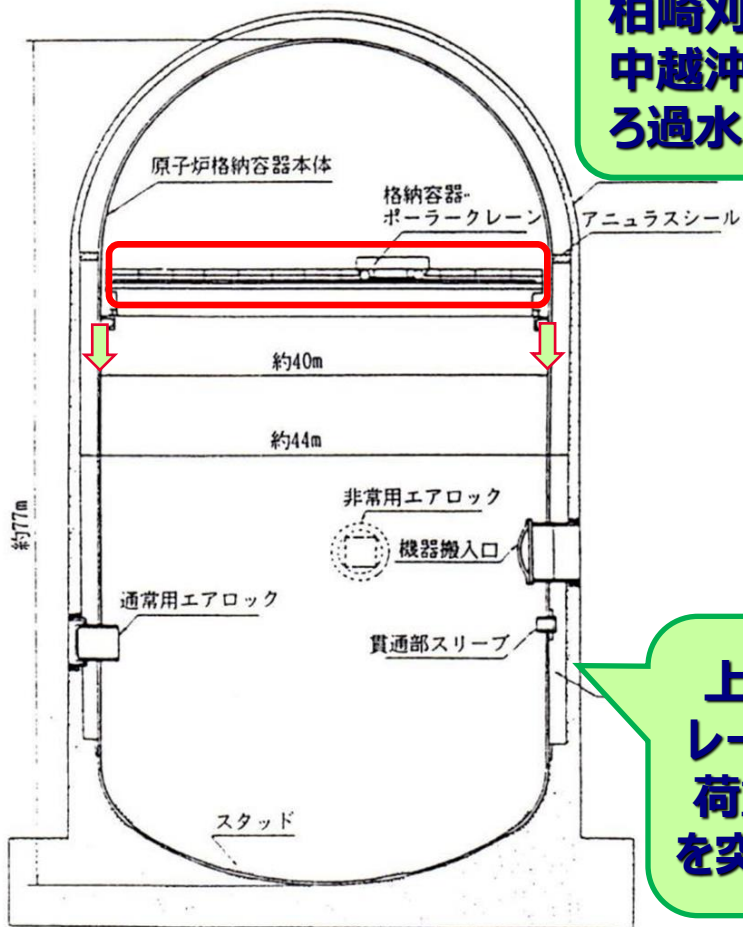 柏崎刈
中越沖
ろ過水
原子炉格納容器本体
格納容器
ポーラークレーン
アニュラスシール
約40m
約44m
約77m
非常用エアロック
機器搬入口
通常用エアロック
貫通部スリーブ
上
レー
荷
を突
スタッド